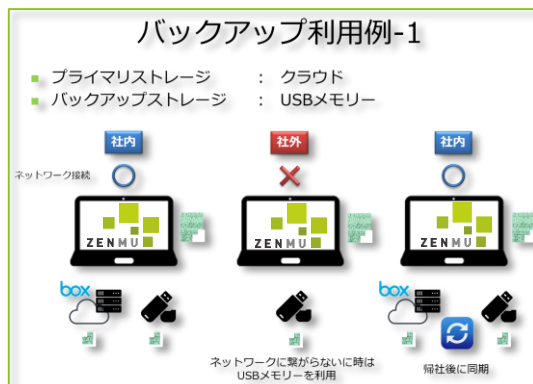 バックアップ利用例-1
■ プライマリストレージ : クラウド
■ バックアップストレージ : USBメモリー
社内
社外
社内
ネットワーク接続
ZENMU
ZENMU
ZENMU
box
box
ネットワークに繋がらないに時は
USBメモリーを利用
帰社後に同期